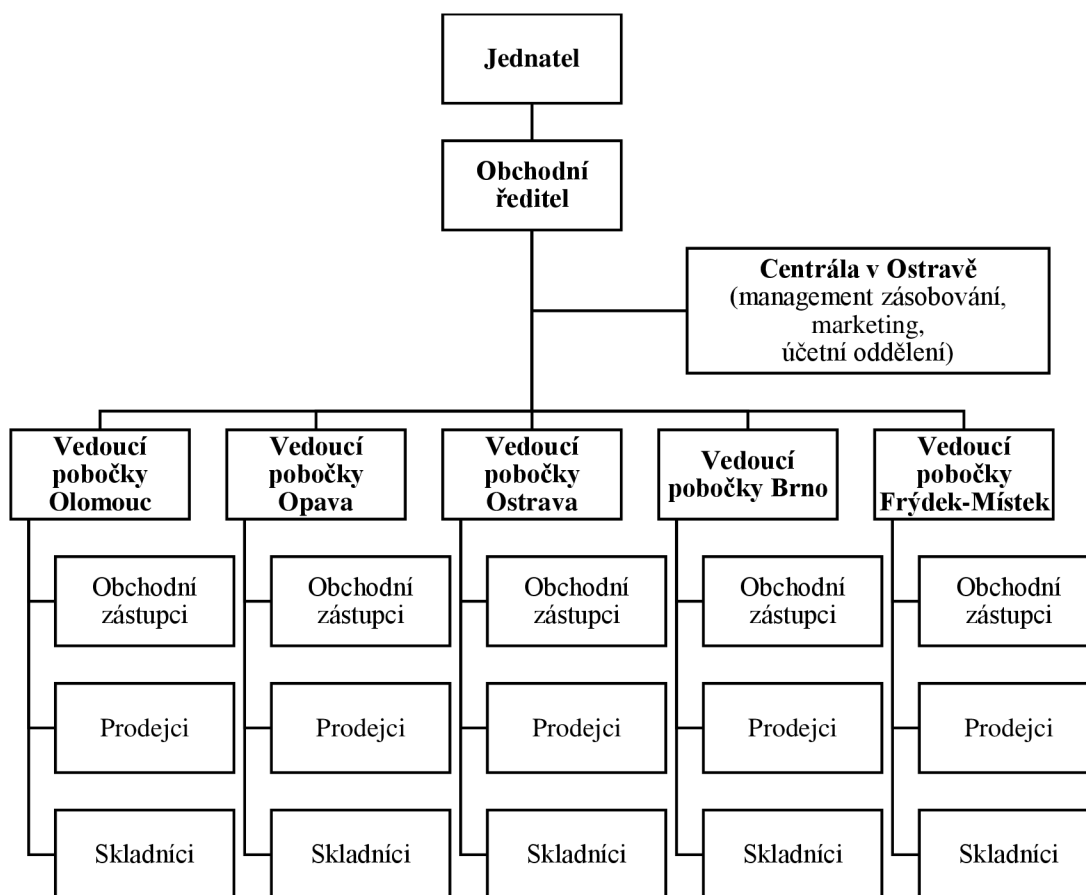 Jednatel
Obchodní
ředitel
Centrála v Ostravě
(management zásobování,
marketing,
účetní oddělení)
Vedoucí
pobočky
Olomouc
Vedoucí
pobočky
Opava
Vedoucí
pobočky
Ostrava
Vedoucí
pobočky Brno
Vedoucí
pobočky
Frýdek-Místek
Obchodní
zástupci
Obchodní
zástupci
Obchodní
zástupci
Obchodní
zástupci
Obchodní
zástupci
Prodejci
Prodejci
Prodejci
Prodejci
Prodejci
Skladníci
Skladníci
Skladníci
Skladníci
Skladníci